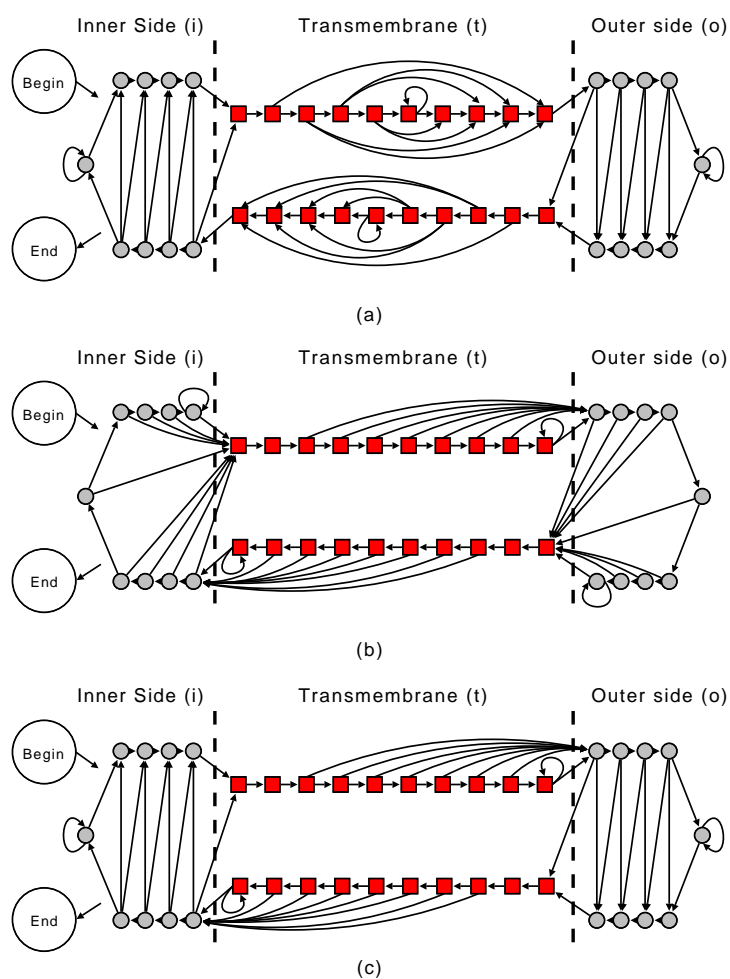 Inner Side (i) Transmembrane (t) Outer side (o)
Begin
End
(a)
Inner Side (i) Transmembrane (t) Outer side (o)
Begin
End
(b)
Inner Side (i) Transmembrane (t) Outer side (o)
Begin
End
(c)